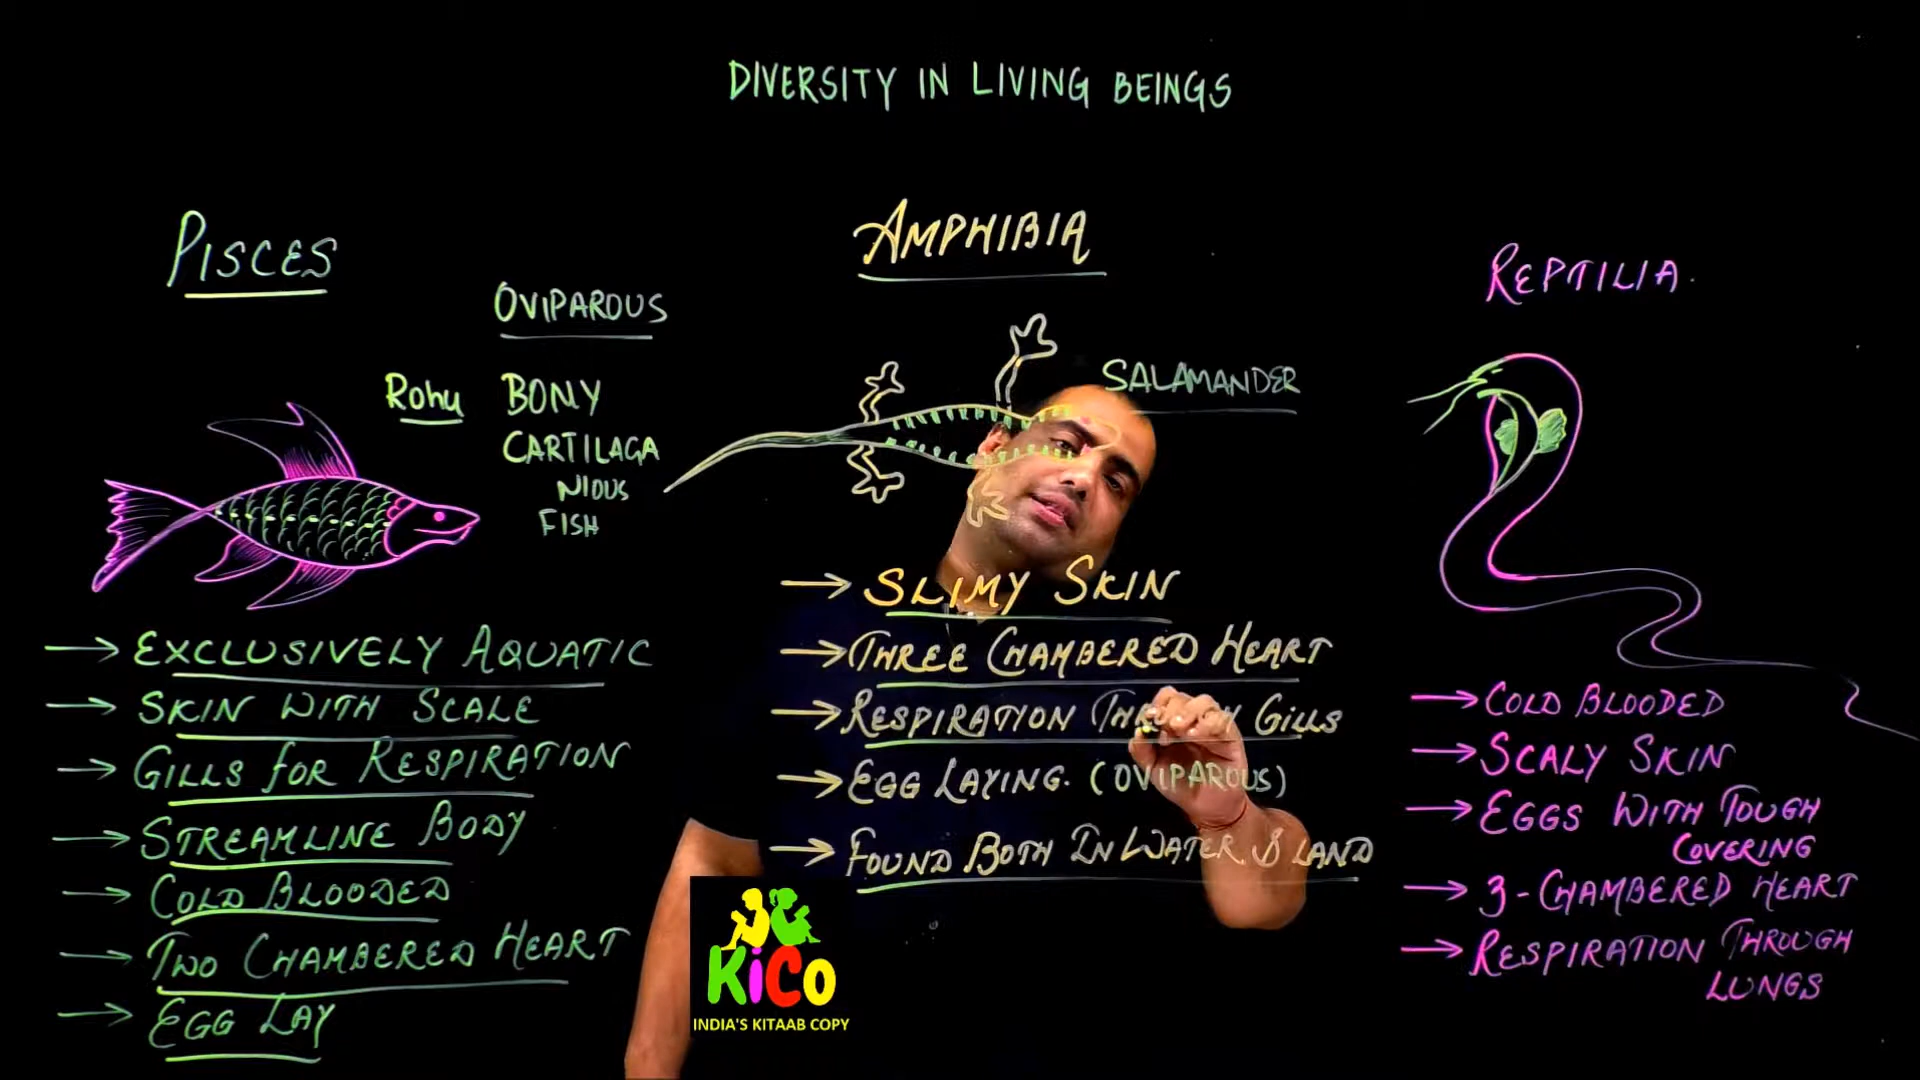 DIVERSITY IN LIVING BEINGS
PISCES
OVIPAROUS
ROHU
BONY
CARTILAGA
NIOUS
FISH
→ EXCLUSIVELY AQUATIC
→ SKIN WITH SCALE
→ GILLS FOR RESPIRATION
→ STREAMLINE BODY
→ COLD BLOODED
→ TWO CHAMBERED HEART
→ EGG LAY
AMPHIBIA
SALAMANDER
→ SLIMY SKIN
→ THREE CHAMBERED HEART
→ RESPIRATION THROUGH GILLS
→ EGG LAYING. (OVIPAROUS)
→ FOUND BOTH IN WATER & LAND
KiCo
INDIA'S KITAAB COPY
REPTILIA.
→ COLD BLOODED
→ SCALY SKIN
→ EGGS WITH TOUGH
COVERING
→ 3-CHAMBERED HEART
→ RESPIRATION THROUGH
LUNGS